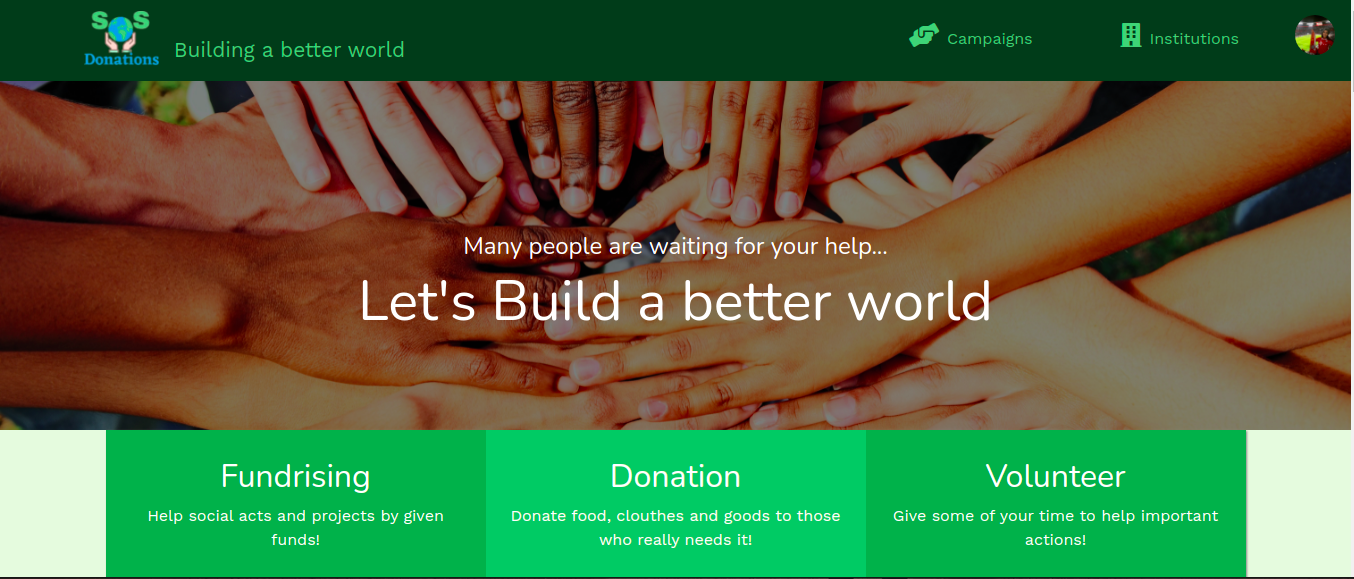 SOS
Donations
Building a better world
Campaigns
Institutions
Many people are waiting for your help...
Let's Build a better world
Fundrising
Help social acts and projects by given
funds!
Donation
Donate food, clouthes and goods to those
who really needs it!
Volunteer
Give some of your time to help important
actions!